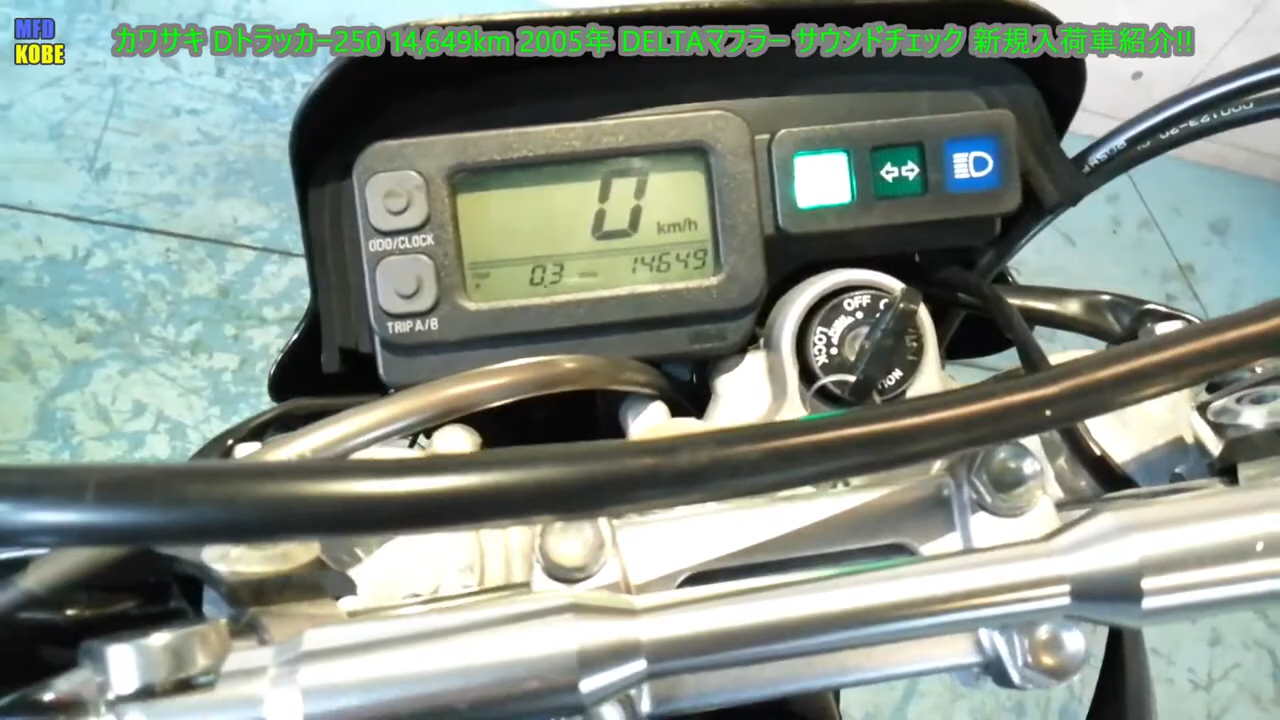 MFD
KOBE
カワサキ Dトラッカー250 14,649km 2005年 DELTAマフラー サウンドチェック 新規入荷車紹介!!
0 km/h
ODO/CLOCK
0.3 14649
TRIP A/B
OFF
LOCK